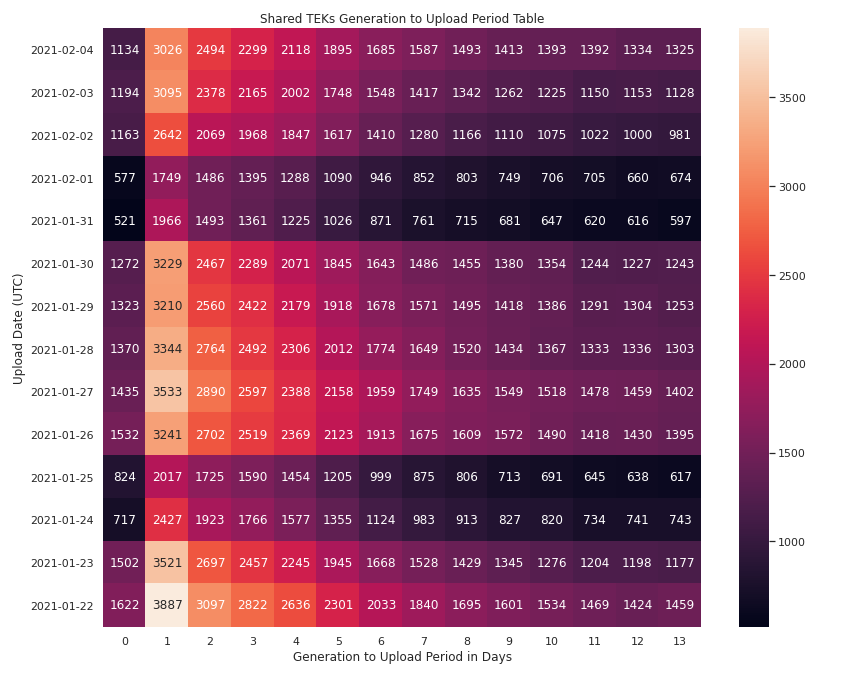 Shared TEKs Generation to Upload Period Table
Upload Date (UTC)
2021-02-04 1134 3026 2494 2299 2118 1895 1685 1587 1493 1413 1393 1392 1334 1325
2021-02-03 1194 3095 2378 2165 2002 1748 1548 1417 1342 1262 1225 1150 1153 1128
2021-02-02 1163 2642 2069 1968 1847 1617 1410 1280 1166 1110 1075 1022 1000 981
2021-02-01 577 1749 1486 1395 1288 1090 946 852 803 749 706 705 660 674
2021-01-31 521 1966 1493 1361 1225 1026 871 761 715 681 647 620 616 597
2021-01-30 1272 3229 2467 2289 2071 1845 1643 1486 1455 1380 1354 1244 1227 1243
2021-01-29 1323 3210 2560 2422 2179 1918 1678 1571 1495 1418 1386 1291 1304 1253
2021-01-28 1370 3344 2764 2492 2306 2012 1774 1649 1520 1434 1367 1333 1336 1303
2021-01-27 1435 3533 2890 2597 2388 2158 1959 1749 1635 1549 1518 1478 1459 1402
2021-01-26 1532 3241 2702 2519 2369 2123 1913 1675 1609 1572 1490 1418 1430 1395
2021-01-25 824 2017 1725 1590 1454 1205 999 875 806 713 691 645 638 617
2021-01-24 717 2427 1923 1766 1577 1355 1124 983 913 827 820 734 741 743
2021-01-23 1502 3521 2697 2457 2245 1945 1668 1528 1429 1345 1276 1204 1198 1177
2021-01-22 1622 3887 3097 2822 2636 2301 2033 1840 1695 1601 1534 1469 1424 1459
0 1 2 3 4 5 6 7 8 9 10 11 12 13
Generation to Upload Period in Days
3500
3000
2500
2000
1500
1000